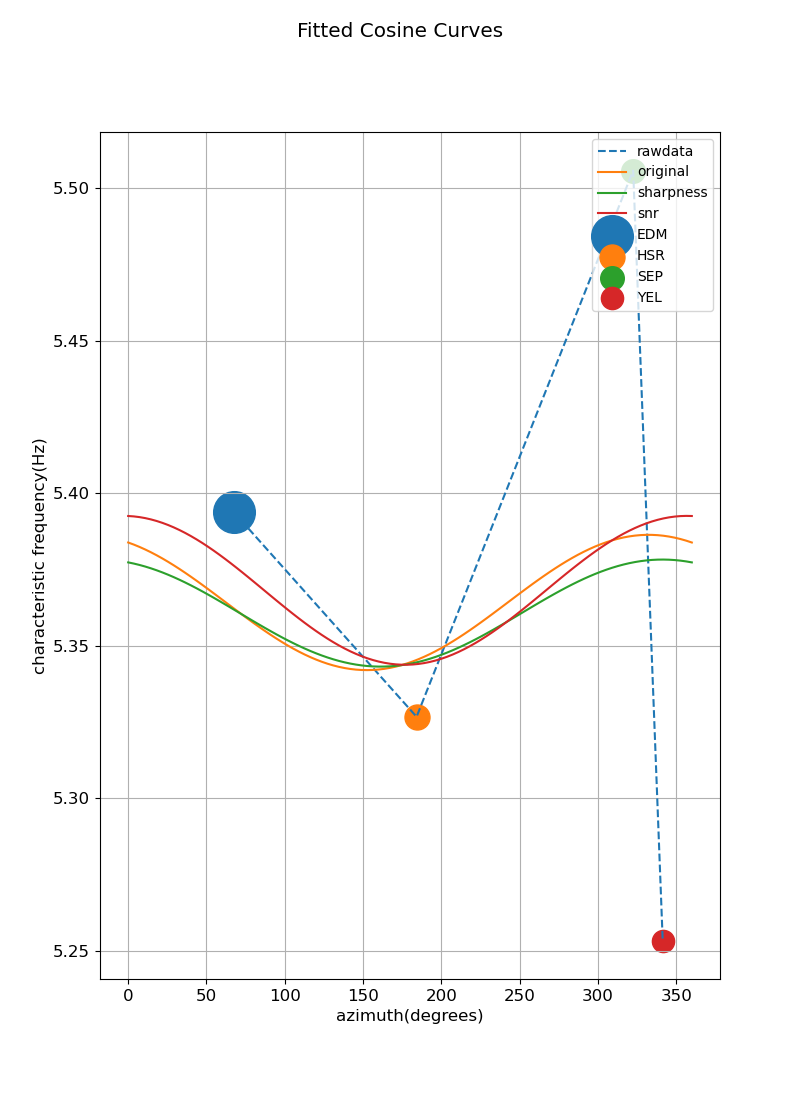 Fitted Cosine Curves
rawdata
original
sharpness
snr
EDM
HSR
SEP
YEL
5.50
5.45
5.40
5.35
5.30
5.25
characteristic frequency(Hz)
0 50 100 150 200 250 300 350
azimuth(degrees)